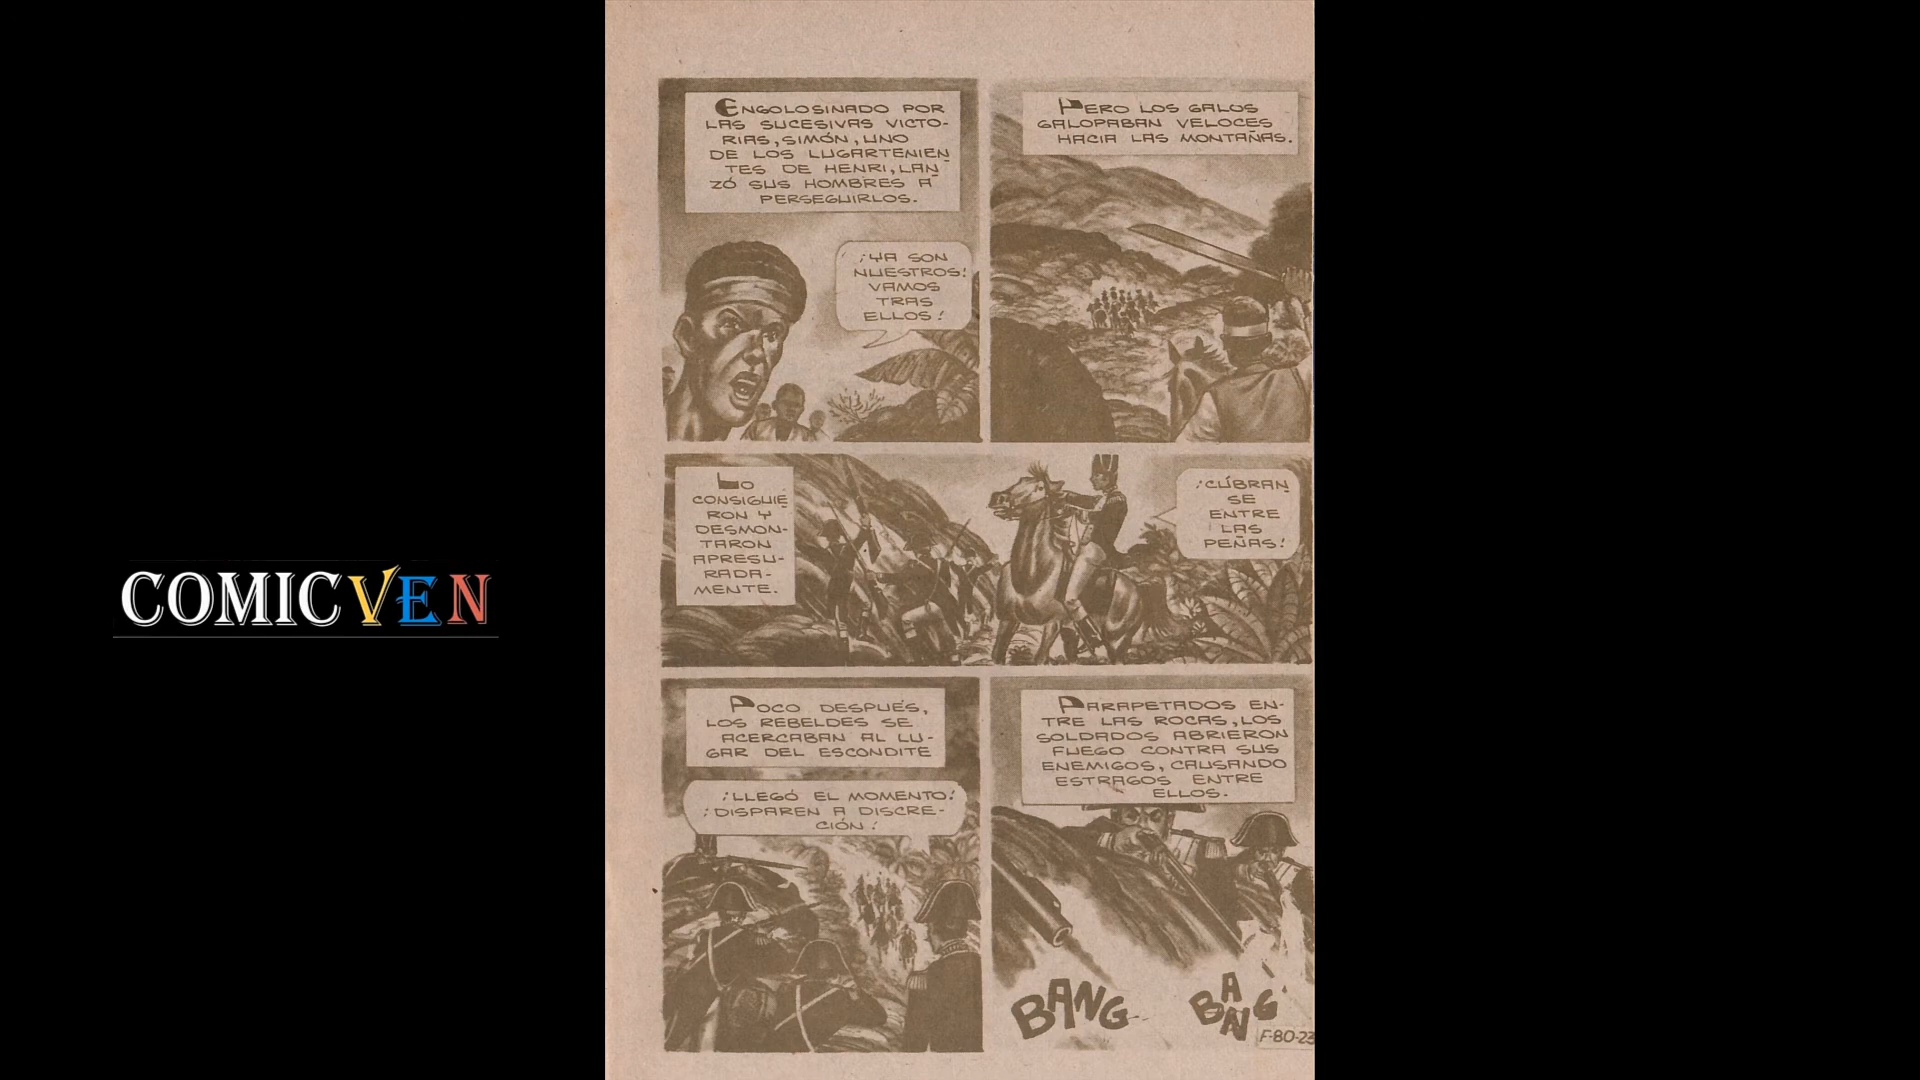 ENGOLOSINADO POR
LAS SUCESIVAS VICTO-
RIAS, SIMÓN, UNO
DE LOS LUGARTENIEN
TES DE HENRI, LAN
ZÓ SUS HOMBRES A
PERSEGUIRLOS.
¡YA SON
NUESTROS!
VAMOS
TRAS
ELLOS!
PERO LOS GALOS
GALOPABAN VELOCES
HACIA LAS MONTAÑAS.
LO
CONSIGUIE
RON Y
DESMON-
TARON
APRESU-
RADA-
MENTE.
¡CÚBRAN
SE
ENTRE
LAS
PEÑAS!
POCO DESPUÉS,
LOS REBELDES SE
ACERCABAN AL LU-
GAR DEL ESCONDITE
¡LLEGÓ EL MOMENTO!
¡DISPAREN A DISCRE-
CIÓN!
PARAPETADOS EN-
TRE LAS ROCAS, LOS
SOLDADOS ABRIERON
FUEGO CONTRA SUS
ENEMIGOS, CAUSANDO
ESTRAGOS ENTRE
ELLOS.
BANG
BANG
F-80-23
COMICVEN